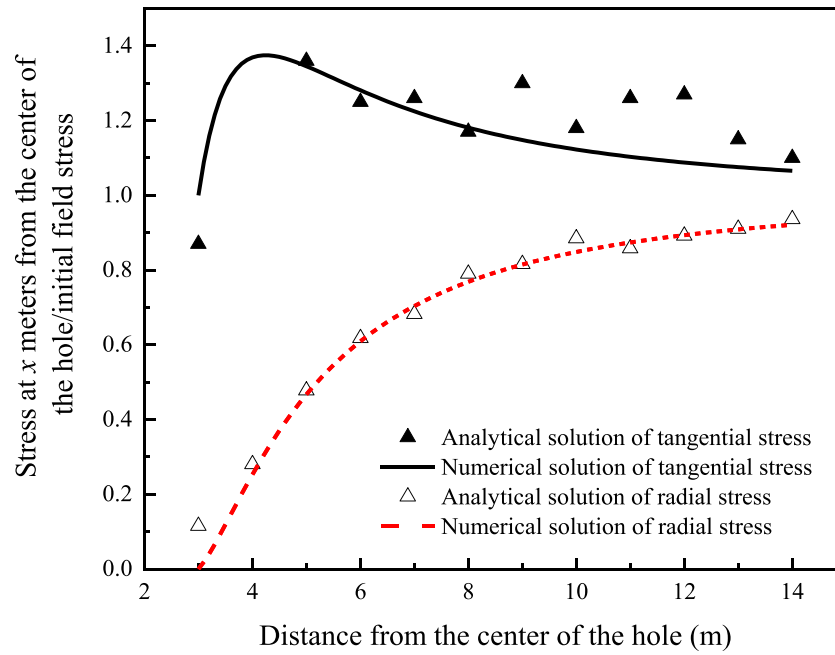 Stress at x meters from the center of
the hole/initial field stress
1.4
1.2
1.0
0.8
0.6
0.4
0.2
0.0
2
4
6
8
10
12
14
Analytical solution of tangential stress
Numerical solution of tangential stress
Analytical solution of radial stress
Numerical solution of radial stress
Distance from the center of the hole (m)